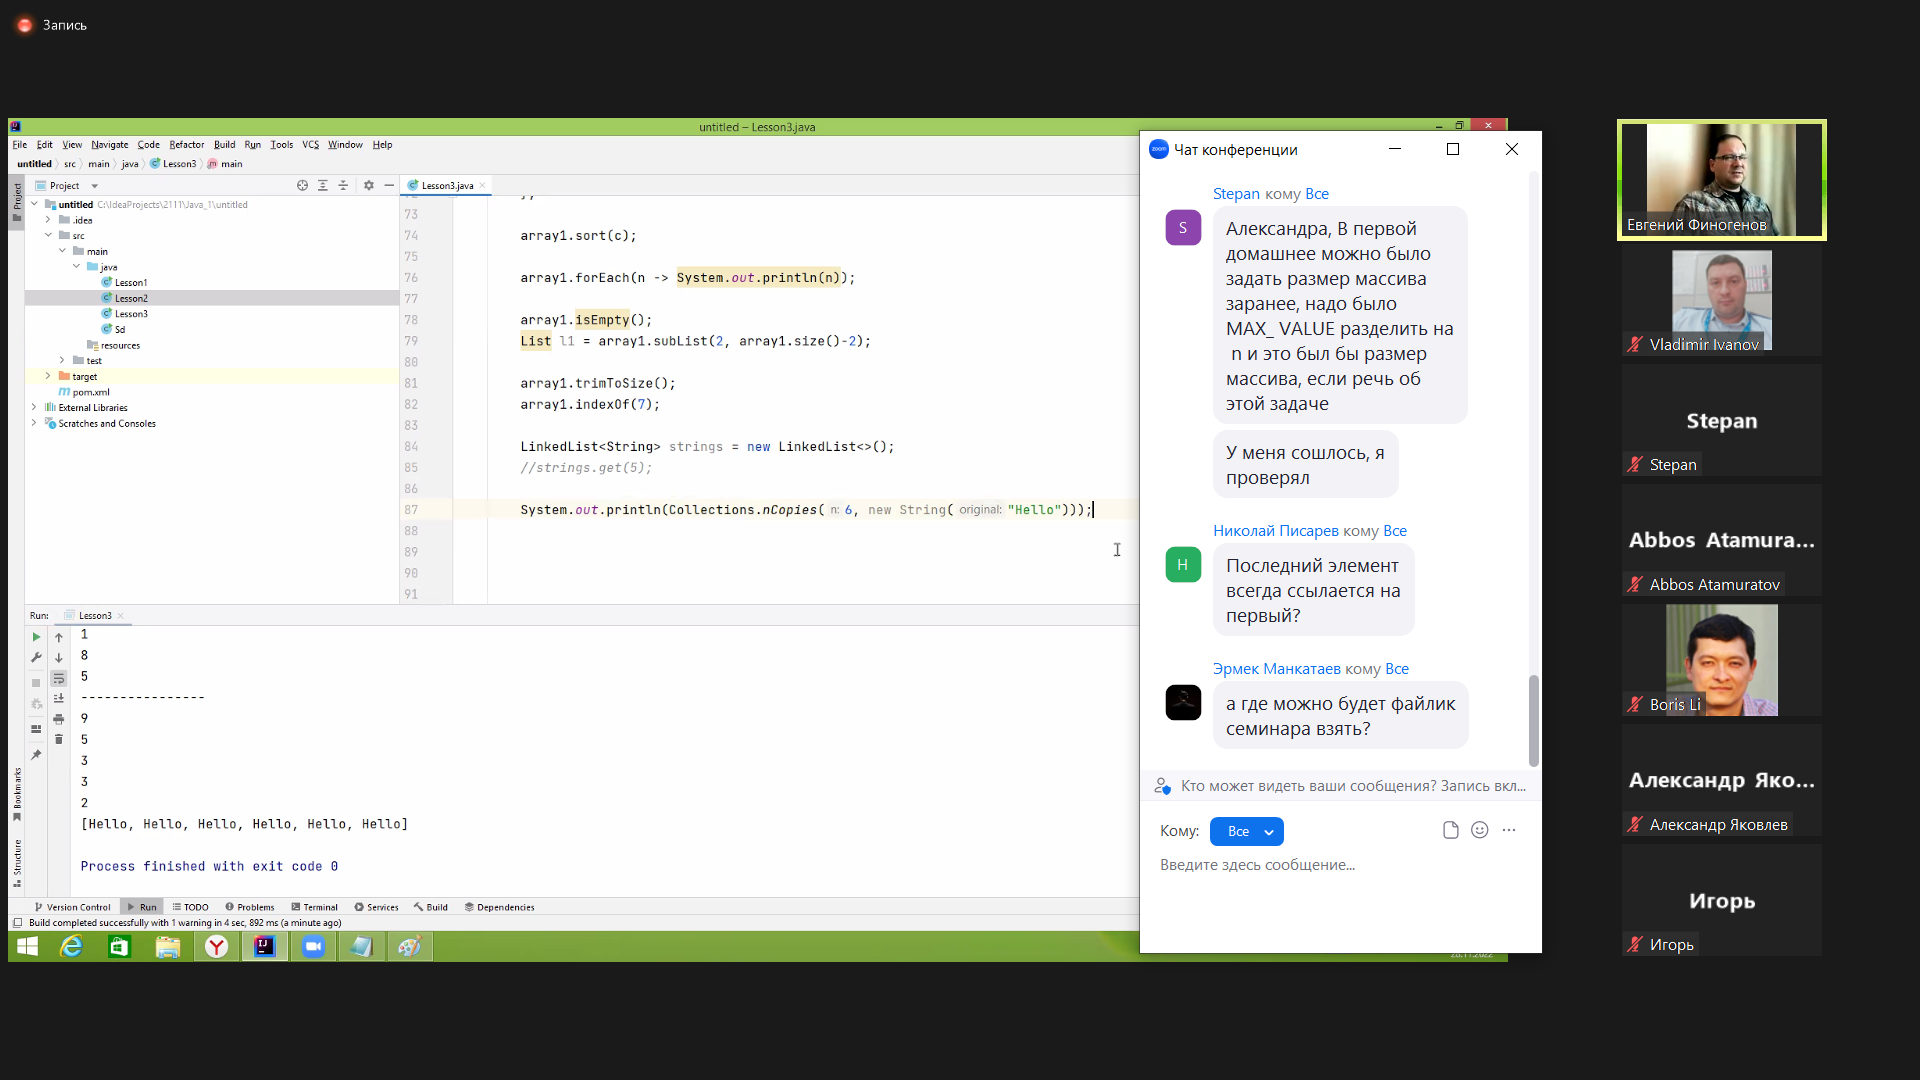 Запись
untitled – Lesson3.java
File Edit View Navigate Code Refactor Build Run Tools VCS Window Help
untitled src main java Lesson3 main
Project
Project
untitled C:\IdeaProjects\2111\Java_1\untitled
.idea
src
main
java
Lesson1
Lesson2
Lesson3
Sd
resources
test
target
pom.xml
External Libraries
Scratches and Consoles
Lesson3.java
73
74 array1.sort(c);
75
76 array1.forEach(n -> System.out.println(n));
77
78 array1.isEmpty();
79 List l1 = array1.subList(2, array1.size()-2);
80
81 array1.trimToSize();
82 array1.indexOf(7);
83
84 LinkedList<String> strings = new LinkedList<>();
85 //strings.get(5);
86
87 System.out.println(Collections.nCopies( n: 6, new String( original: "Hello")));
88
89
90
91
Run: Lesson3
1
8
5
----------------
9
5
3
3
2
[Hello, Hello, Hello, Hello, Hello, Hello]
Process finished with exit code 0
Bookmarks
Structure
Version Control Run TODO Problems Terminal Services Build Dependencies
Build completed successfully with 1 warning in 4 sec, 892 ms (a minute ago)
zoom Чат конференции
Stepan кому Все
S
Александра, В первой
домашнее можно было
задать размер массива
заранее, надо было
MAX_ VALUE разделить на
n и это был бы размер
массива, если речь об
этой задаче
У меня сошлось, я
проверял
Николай Писарев кому Все
Н
Последний элемент
всегда ссылается на
первый?
Эрмек Манкатаев кому Все
а где можно будет файлик
семинара взять?
Кто может видеть ваши сообщения? Запись вкл...
Кому: Все
Введите здесь сообщение...
Евгений Финогенов
Vladimir Ivanov
Stepan
Stepan
Abbos Atamura...
Abbos Atamuratov
Boris Li
Александр Яко...
Александр Яковлев
Игорь
Игорь